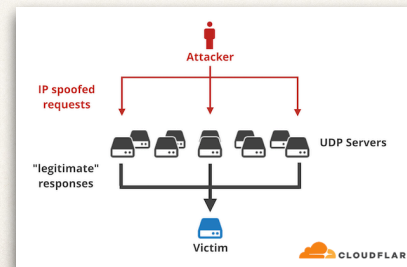 Attacker
IP spoofed
requests
UDP Servers
"legitimate"
responses
Victim
CLOUDFLAR